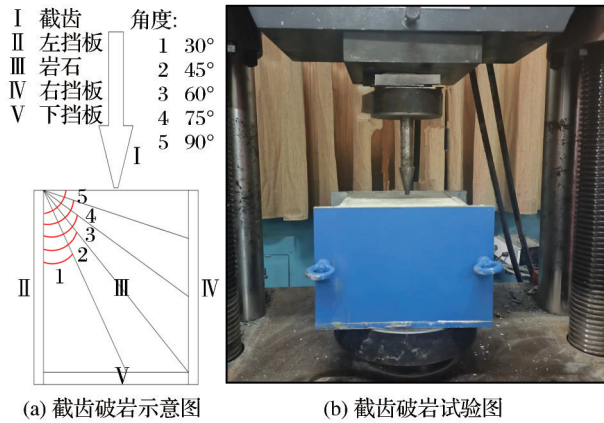 Ⅰ 截齿
Ⅱ 左挡板
Ⅲ 岩石
Ⅳ 右挡板
Ⅴ 下挡板
角度:
1 30°
2 45°
3 60°
4 75°
5 90°
Ⅰ
5
4
3
2
1
Ⅱ
Ⅲ
Ⅳ
Ⅴ
(a) 截齿破岩示意图
(b) 截齿破岩试验图